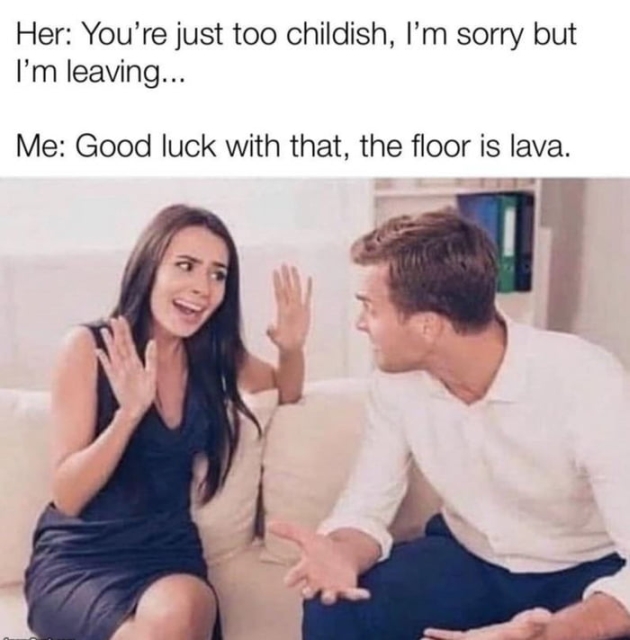 Her: You’re just too childish, I’m sorry but
I’m leaving...
Me: Good luck with that, the floor is lava.